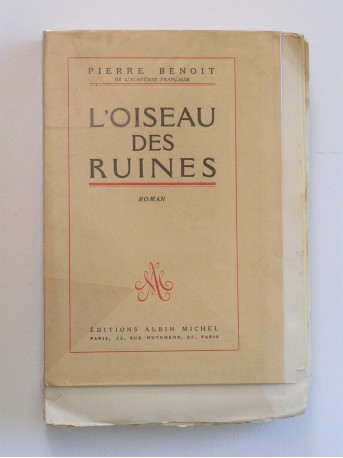 PIERRE BENOIT
DE L'ACADÉMIE FRANÇAISE
L'OISEAU
DES
RUINES
ROMAN
ÉDITIONS ALBIN MICHEL
PARIS, 22, RUE HUYGHENS, 22, PARIS